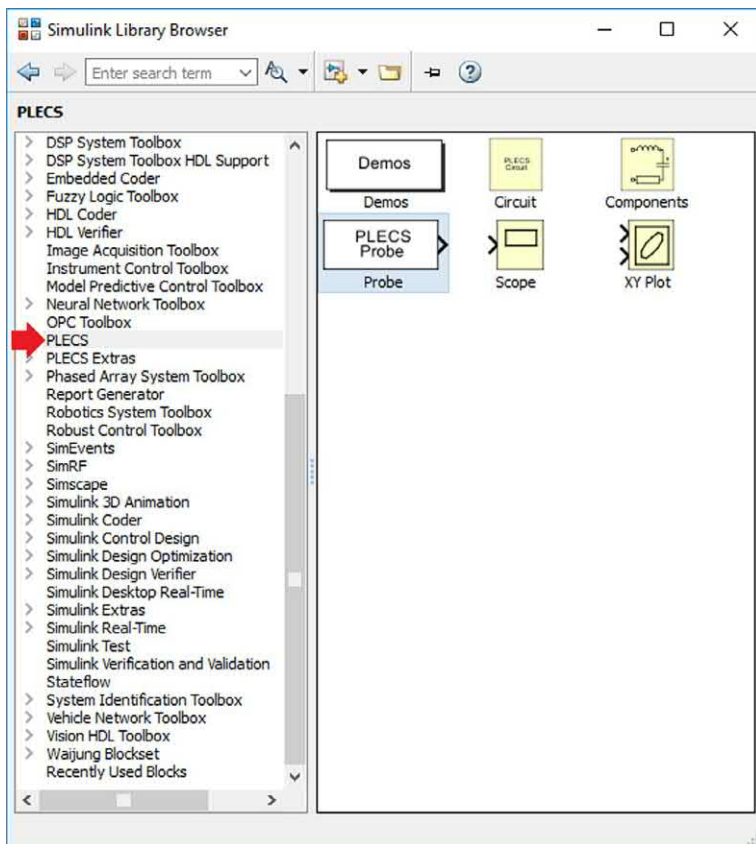 Simulink Library Browser
Enter search term
PLECS
DSP System Toolbox
DSP System Toolbox HDL Support
Embedded Coder
Fuzzy Logic Toolbox
HDL Coder
HDL Verifier
Image Acquisition Toolbox
Instrument Control Toolbox
Model Predictive Control Toolbox
Neural Network Toolbox
OPC Toolbox
PLECS
PLECS Extras
Phased Array System Toolbox
Report Generator
Robotics System Toolbox
Robust Control Toolbox
SimEvents
SimRF
Simscape
Simulink 3D Animation
Simulink Coder
Simulink Control Design
Simulink Design Optimization
Simulink Design Verifier
Simulink Desktop Real-Time
Simulink Extras
Simulink Real-Time
Simulink Test
Simulink Verification and Validation
Stateflow
System Identification Toolbox
Vehicle Network Toolbox
Vision HDL Toolbox
Waijung Blockset
Recently Used Blocks
Demos
PLECS
Circuit
Demos
Circuit
Components
PLECS
Probe
Probe
Scope
XY Plot